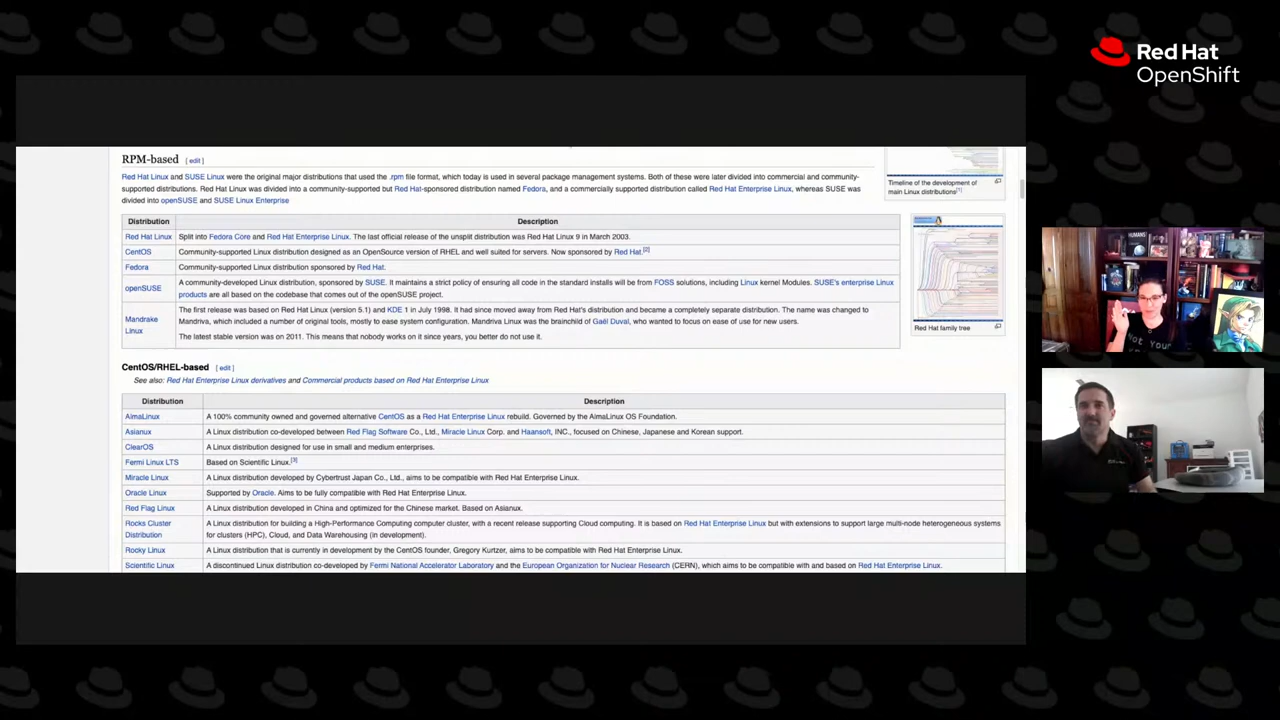 Red Hat
OpenShift
RPM-based [ edit ]
Red Hat Linux and SUSE Linux were the original major distributions that used the .rpm file format, which today is used in several package management systems. Both of these were later divided into commercial and community-
supported distributions. Red Hat Linux was divided into a community-supported but Red Hat-sponsored distribution named Fedora, and a commercially supported distribution called Red Hat Enterprise Linux, whereas SUSE was
divided into openSUSE and SUSE Linux Enterprise
Timeline of the development of
main Linux distributions[1]
Distribution Description
Red Hat Linux Split into Fedora Core and Red Hat Enterprise Linux. The last official release of the unsplit distribution was Red Hat Linux 9 in March 2003.
CentOS Community-supported Linux distribution designed as an OpenSource version of RHEL and well suited for servers. Now sponsored by Red Hat.[2]
Fedora Community-supported Linux distribution sponsored by Red Hat.
openSUSE A community-developed Linux distribution, sponsored by SUSE. It maintains a strict policy of ensuring all code in the standard installs will be from FOSS solutions, including Linux kernel Modules. SUSE's enterprise Linux
products are all based on the codebase that comes out of the openSUSE project.
Mandrake
Linux
The first release was based on Red Hat Linux (version 5.1) and KDE 1 in July 1998. It had since moved away from Red Hat's distribution and became a completely separate distribution. The name was changed to
Mandriva, which included a number of original tools, mostly to ease system configuration. Mandriva Linux was the brainchild of Gaël Duval, who wanted to focus on ease of use for new users.
The latest stable version was on 2011. This means that nobody works on it since years, you better do not use it.
Red Hat family tree
CentOS/RHEL-based [ edit ]
See also: Red Hat Enterprise Linux derivatives and Commercial products based on Red Hat Enterprise Linux
Distribution Description
AlmaLinux A 100% community owned and governed alternative CentOS as a Red Hat Enterprise Linux rebuild. Governed by the AlmaLinux OS Foundation.
Asianux A Linux distribution co-developed between Red Flag Software Co., Ltd., Miracle Linux Corp. and Haansoft, INC., focused on Chinese, Japanese and Korean support.
ClearOS A Linux distribution designed for use in small and medium enterprises.
Fermi Linux LTS Based on Scientific Linux.[3]
Miracle Linux A Linux distribution developed by Cybertrust Japan Co., Ltd., aims to be compatible with Red Hat Enterprise Linux.
Oracle Linux Supported by Oracle. Aims to be fully compatible with Red Hat Enterprise Linux.
Red Flag Linux A Linux distribution developed in China and optimized for the Chinese market. Based on Asianux.
Rocks Cluster
Distribution
A Linux distribution for building a High-Performance Computing computer cluster, with a recent release supporting Cloud computing. It is based on Red Hat Enterprise Linux but with extensions to support large multi-node heterogeneous systems
for clusters (HPC), Cloud, and Data Warehousing (in development).
Rocky Linux A Linux distribution that is currently in development by the CentOS founder, Gregory Kurtzer, aims to be compatible with Red Hat Enterprise Linux.
Scientific Linux A discontinued Linux distribution co-developed by Fermi National Accelerator Laboratory and the European Organization for Nuclear Research (CERN), which aims to be compatible with and based on Red Hat Enterprise Linux.
HUMANS
Not Your